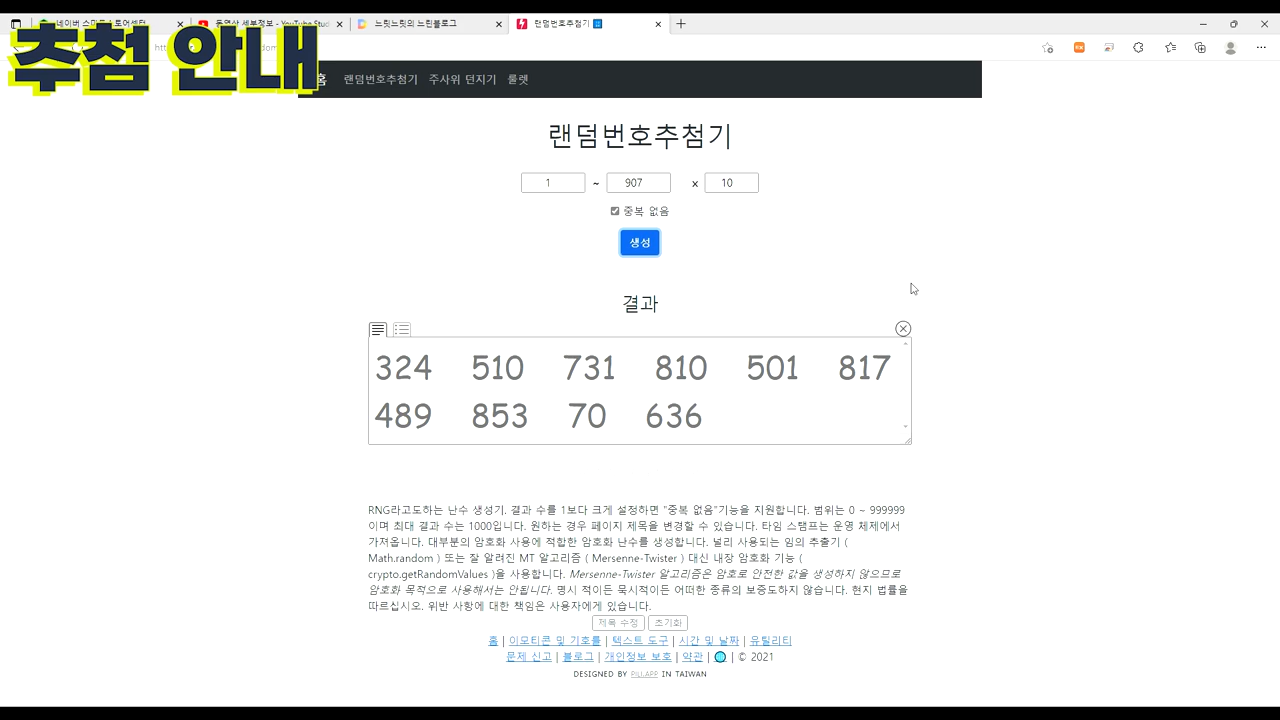 네이버 스마트스토어센터
동영상 세부정보 - YouTube Stud
느릿느릿의 느린블로그
랜덤번호추첨기
추첨 안내
홈 랜덤번호추첨기 주사위 던지기 룰렛
랜덤번호추첨기
1 ~ 907 x 10
중복 없음
생성
결과
324 510 731 810 501 817
489 853 70 636
RNG라고도하는 난수 생성기. 결과 수를 1보다 크게 설정하면 "중복 없음"기능을 지원합니다. 범위는 0 ~ 999999
이며 최대 결과 수는 1000입니다. 원하는 경우 페이지 제목을 변경할 수 있습니다. 타임 스탬프는 운영 체제에서
가져옵니다. 대부분의 암호화 사용에 적합한 암호화 난수를 생성합니다. 널리 사용되는 임의 추출기 (
Math.random ) 또는 잘 알려진 MT 알고리즘 ( Mersenne-Twister ) 대신 내장 암호화 기능 (
crypto.getRandomValues )을 사용합니다. Mersenne-Twister 알고리즘은 암호로 안전한 값을 생성하지 않으므로
암호화 목적으로 사용해서는 안됩니다. 명시 적이든 묵시적이든 어떠한 종류의 보증도하지 않습니다. 현지 법률을
따르십시오. 위반 사항에 대한 책임은 사용자에게 있습니다.
제목 수정 초기화
홈 | 이모티콘 및 기호를 | 텍스트 도구 | 시간 및 날짜 | 유틸리티
문제 신고 | 블로그 | 개인정보 보호 | 약관 | | © 2021
DESIGNED BY PIU.APP IN TAIWAN